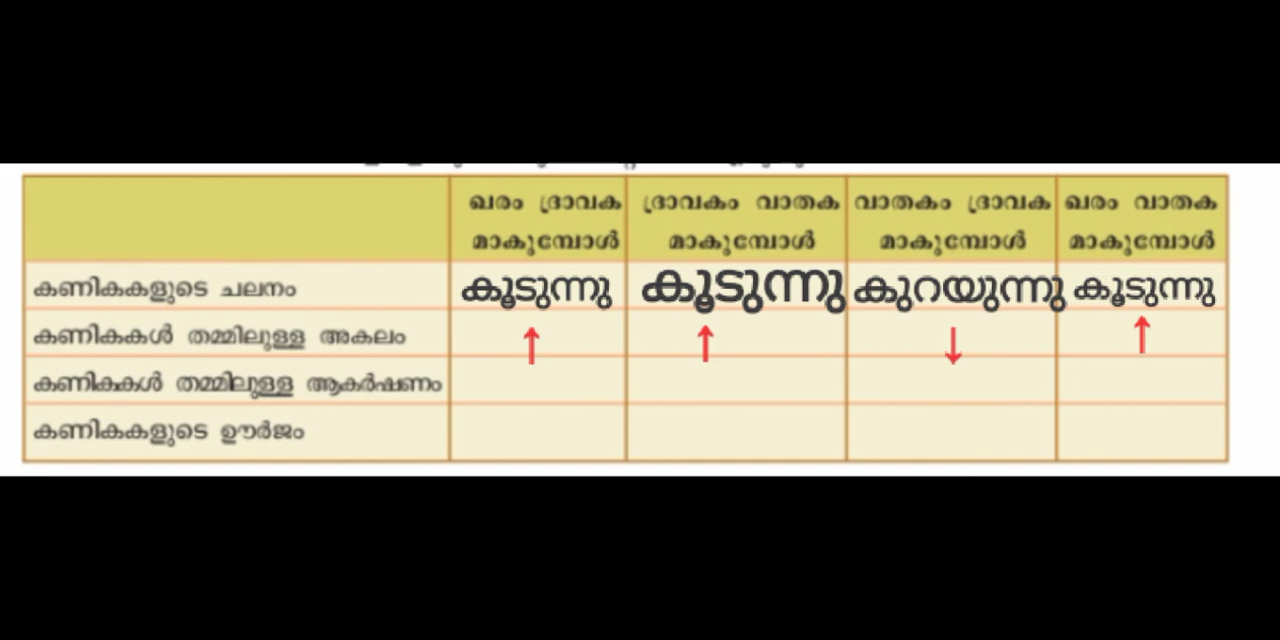 ഖരം ദ്രാവക ദ്രാവകം വാതക വാതകം ദ്രാവക ഖരം വാതക
മാകുമ്പോൾ മാകുമ്പോൾ മാകുമ്പോൾ മാകുമ്പോൾ
കണികകളുടെ ചലനം കൂടുന്നു കൂടുന്നു കുറയുന്നു കൂടുന്നു
കണികകൾ തമ്മിലുള്ള അകലം ↑ ↑ ↓ ↑
കണികകൾ തമ്മിലുള്ള ആകർഷണം
കണികകളുടെ ഊർജം